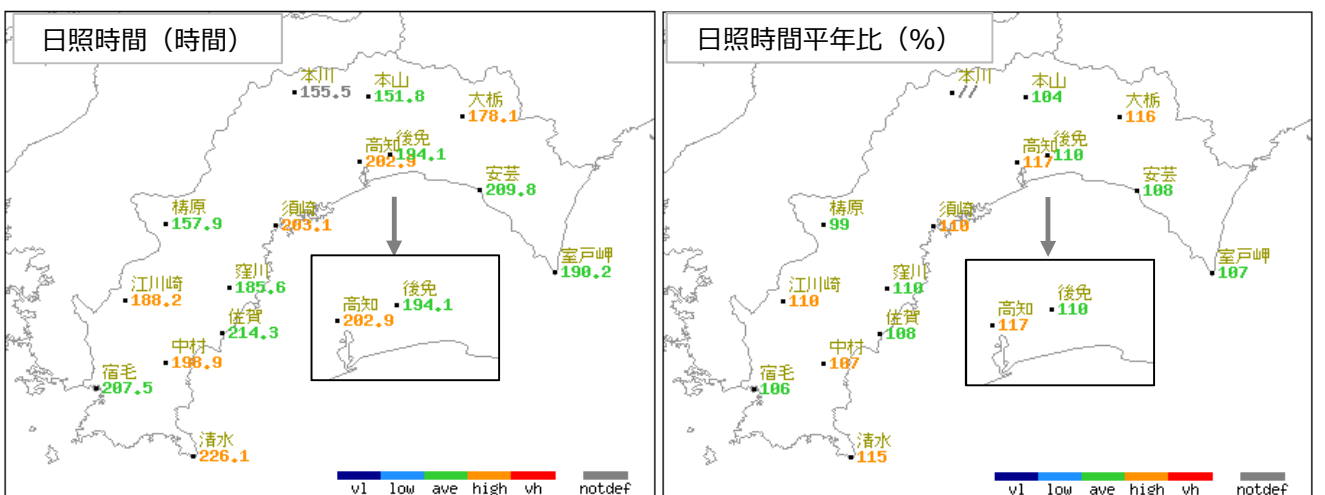 日照時間(時間)
本川
155.5
本山
151.8
大栃
178.1
高知
202.9
後免
194.1
安芸
209.8
梼原
157.9
須崎
203.1
室戸岬
190.2
江川崎
188.2
窪川
185.6
佐賀
214.3
中村
198.9
宿毛
207.5
清水
226.1
後免
194.1
高知
202.9
vl low ave high vh notdef
日照時間平年比(%)
本川
//
本山
104
大栃
116
高知
117
後免
110
安芸
108
梼原
99
須崎
110
室戸岬
107
江川崎
110
窪川
110
佐賀
108
中村
107
宿毛
106
清水
115
後免
110
高知
117
vl low ave high vh notdef